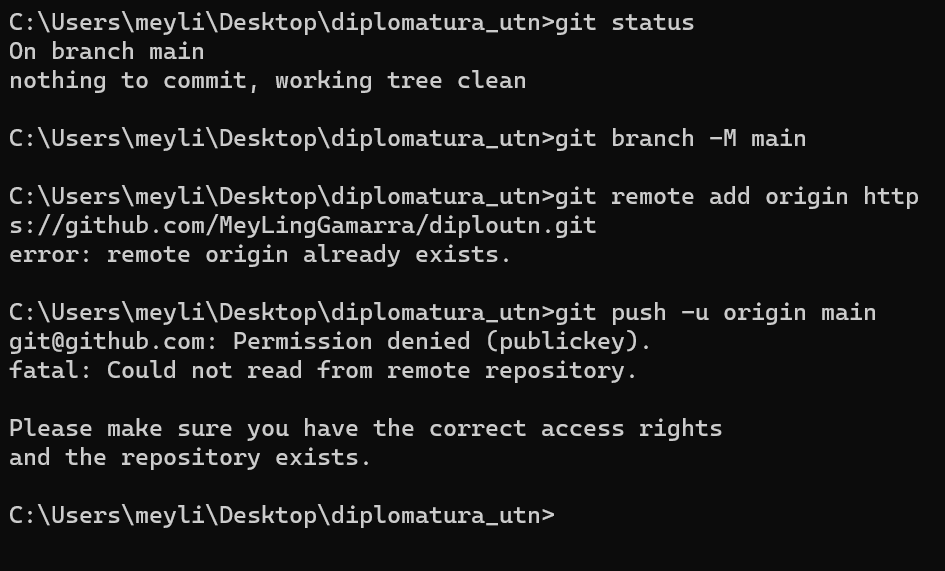 C:\Users\meyli\Desktop\diplomatura_utn>git status
On branch main
nothing to commit, working tree clean
C:\Users\meyli\Desktop\diplomatura_utn>git branch -M main
C:\Users\meyli\Desktop\diplomatura_utn>git remote add origin http
s://github.com/MeyLingGamarra/diploutn.git
error: remote origin already exists.
C:\Users\meyli\Desktop\diplomatura_utn>git push -u origin main
git@github.com: Permission denied (publickey).
fatal: Could not read from remote repository.
Please make sure you have the correct access rights
and the repository exists.
C:\Users\meyli\Desktop\diplomatura_utn>